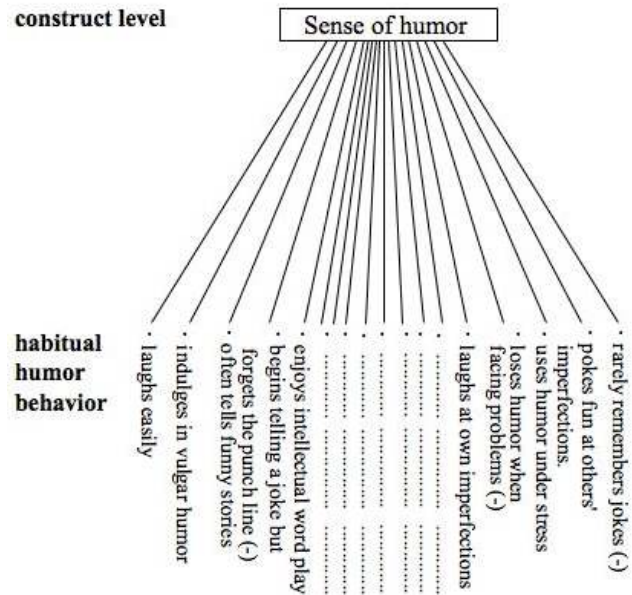 construct level
Sense of humor
habitual
humor
behavior
laughs easily
indulges in vulgar humor
often tells funny stories
begins telling a joke but
forgets the punch line (-)
enjoys intellectual word play
laughs at own imperfections
loses humor when
facing problems (-)
uses humor under stress
pokes fun at others'
imperfections.
rarely remembers jokes (-)